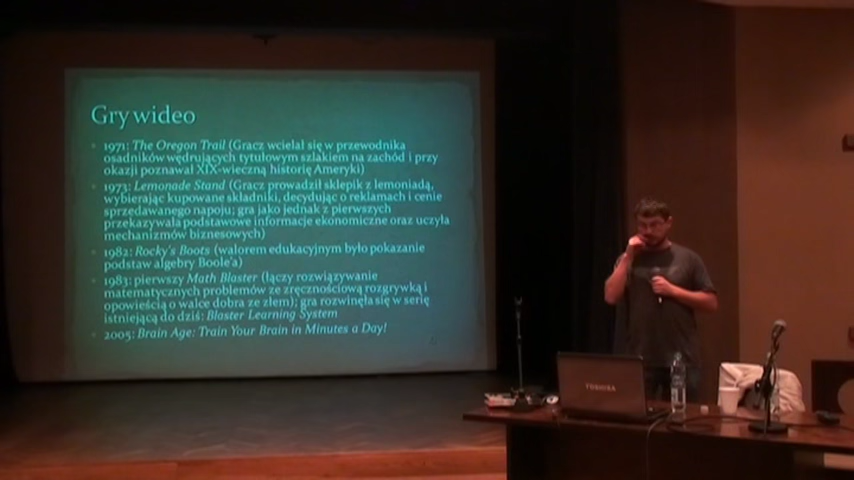 Gry wideo
1971: The Oregon Trail (Gracz wcielał się w przewodnika
osadników wędrujących tytułowym szlakiem na zachód i przy
okazji poznawał XIX-wieczną historię Ameryki)
1973: Lemonade Stand (Gracz prowadził sklepik z lemoniadą,
wybierając kupowane składniki, decydując o reklamach i cenie
sprzedawanego napoju; gra jako jednak z pierwszych
przekazywała podstawowe informacje ekonomiczne oraz uczyła
mechanizmów biznesowych)
1982: Rocky's Boots (walorem edukacyjnym było pokazanie
podstaw algebry Boole'a)
1983: pierwszy Math Blaster (łączy rozwiązywanie
matematycznych problemów ze zręcznościową rozgrywką i
opowieścią o walce dobra ze złem); gra rozwinęła się w serię
istniejącą do dziś: Blaster Learning System
2005: Brain Age: Train Your Brain in Minutes a Day!
TOSHIBA